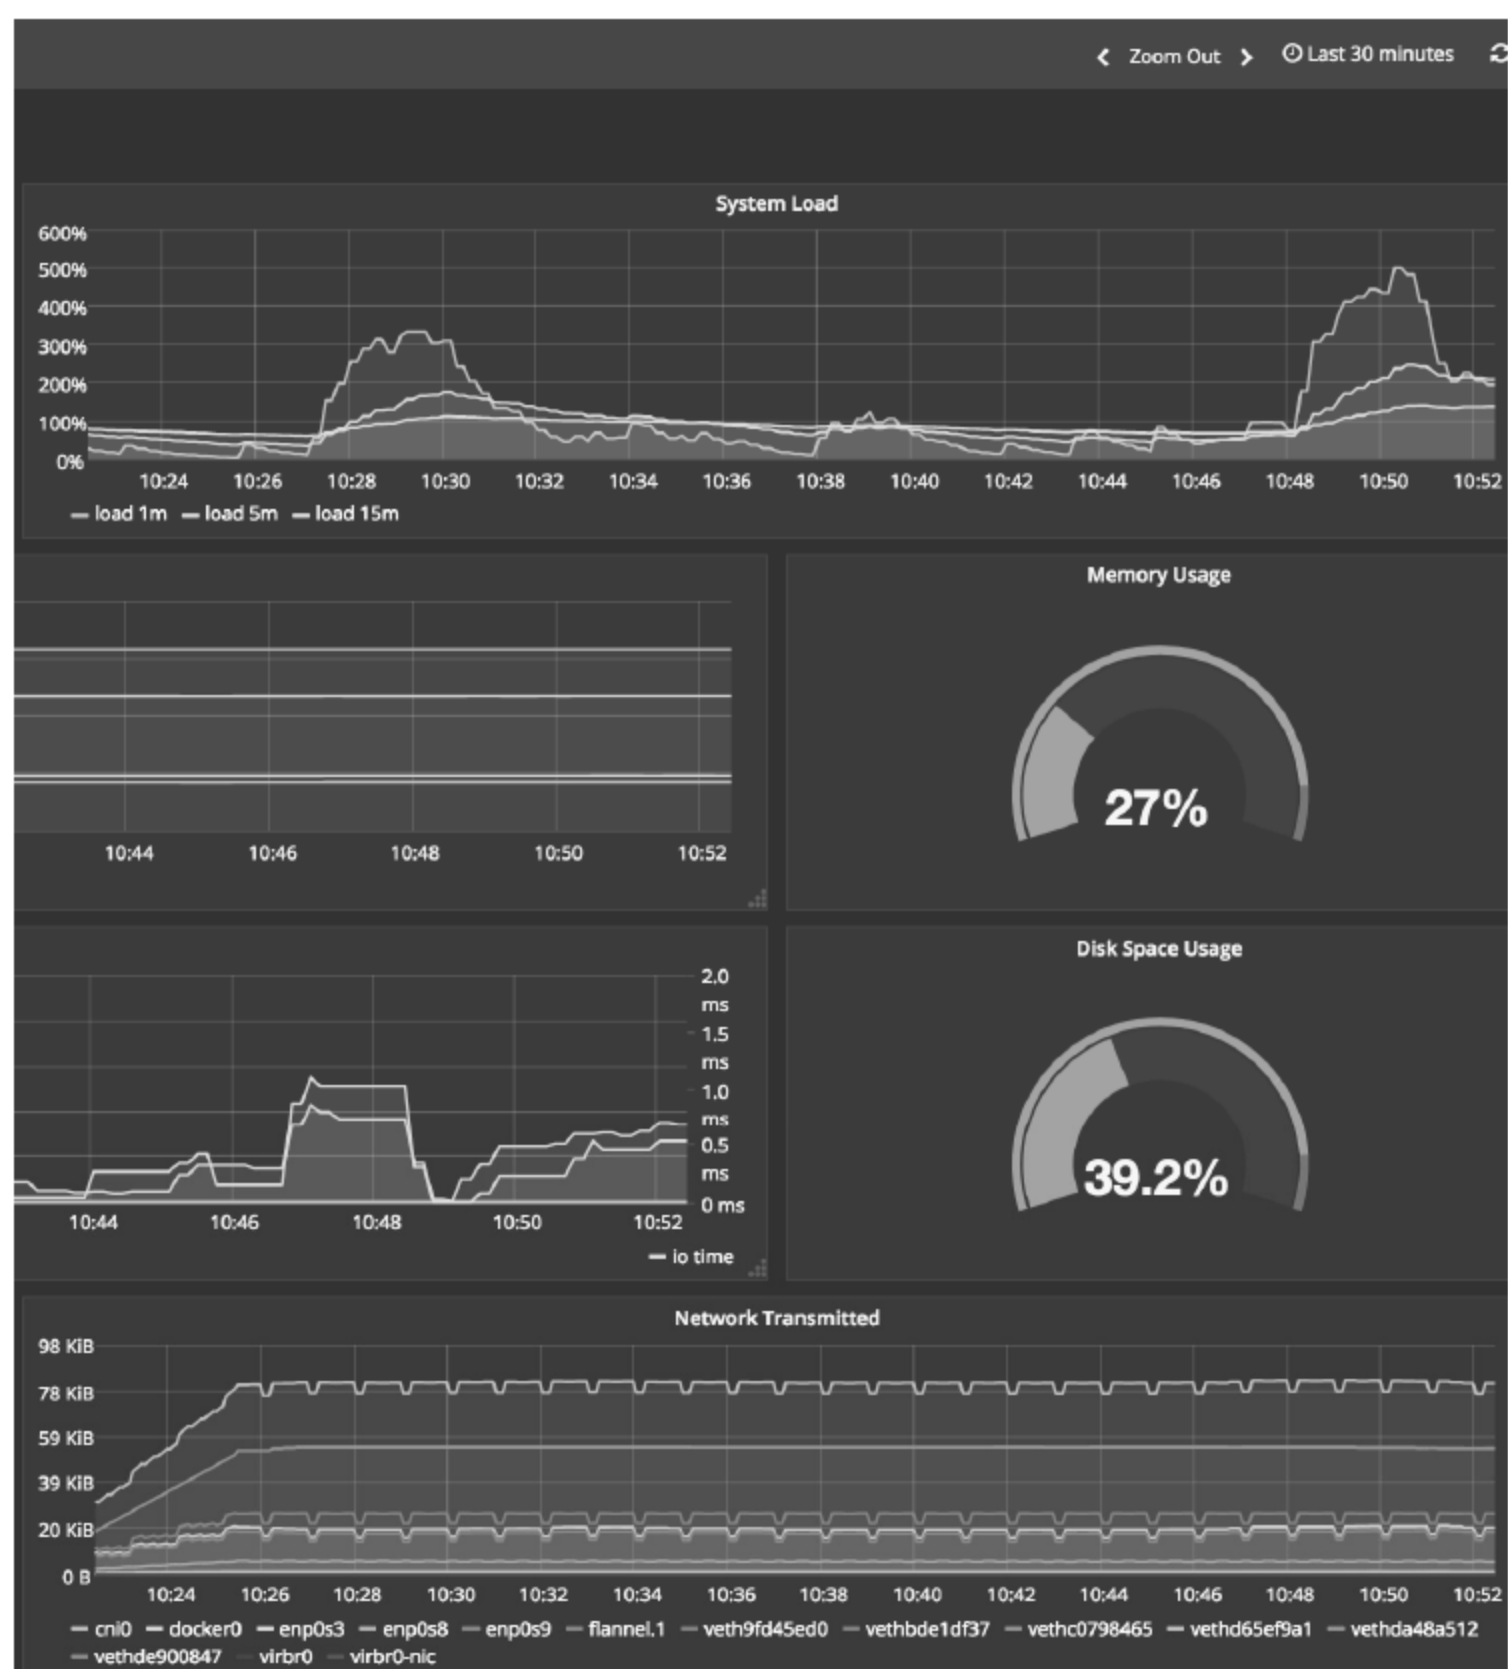 Zoom Out Last 30 minutes
System Load
600%
500%
400%
300%
200%
100%
0%
10:24 10:26 10:28 10:30 10:32 10:34 10:36 10:38 10:40 10:42 10:44 10:46 10:48 10:50 10:52
load 1m load 5m load 15m
Memory Usage
27%
10:44 10:46 10:48 10:50 10:52
Disk Space Usage
39.2%
2.0
ms
1.5
ms
1.0
ms
0.5
ms
0 ms
10:44 10:46 10:48 10:50 10:52
io time
Network Transmitted
98 KiB
78 KiB
59 KiB
39 KiB
20 KiB
0 B
10:24 10:26 10:28 10:30 10:32 10:34 10:36 10:38 10:40 10:42 10:44 10:46 10:48 10:50 10:52
cni0 docker0 enp0s3 enp0s8 enp0s9 flannel.1 veth9fd45ed0 vethbde1df37 vethc0798465 vethd65ef9a1 vethda48a512
vethde900847 virbr0 virbr0-nic